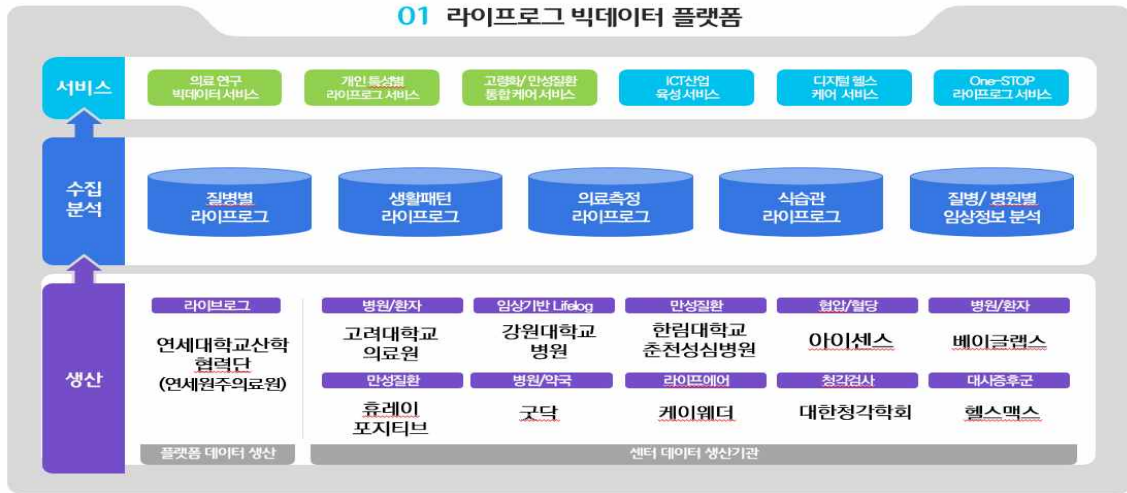 01 라이프로그 빅데이터 플랫폼
서비스
의료 연구
빅데이터 서비스
개인 특성별
라이프로그 서비스
고령화/ 만성질환
통합 케어 서비스
ICT산업
육성 서비스
디지털 헬스
케어 서비스
One-STOP
라이프로그 서비스
수집
분석
질병별
라이프로그
생활패턴
라이프로그
의료측정
라이프로그
식습관
라이프로그
질병/ 병원별
임상정보 분석
생산
라이브로그
연세대학교산학
협력단
(연세원주의료원)
플랫폼 데이터 생산
병원/환자
고려대학교
의료원
임상기반 Lifelog
강원대학교
병원
만성질환
한림대학교
춘천성심병원
혈압/혈당
아이센스
병원/환자
베이글랩스
만성질환
휴레이
포지티브
병원/약국
굿닥
라이프에어
케이웨더
청각검사
대한청각학회
대사증후군
헬스맥스
센터 데이터 생산기관